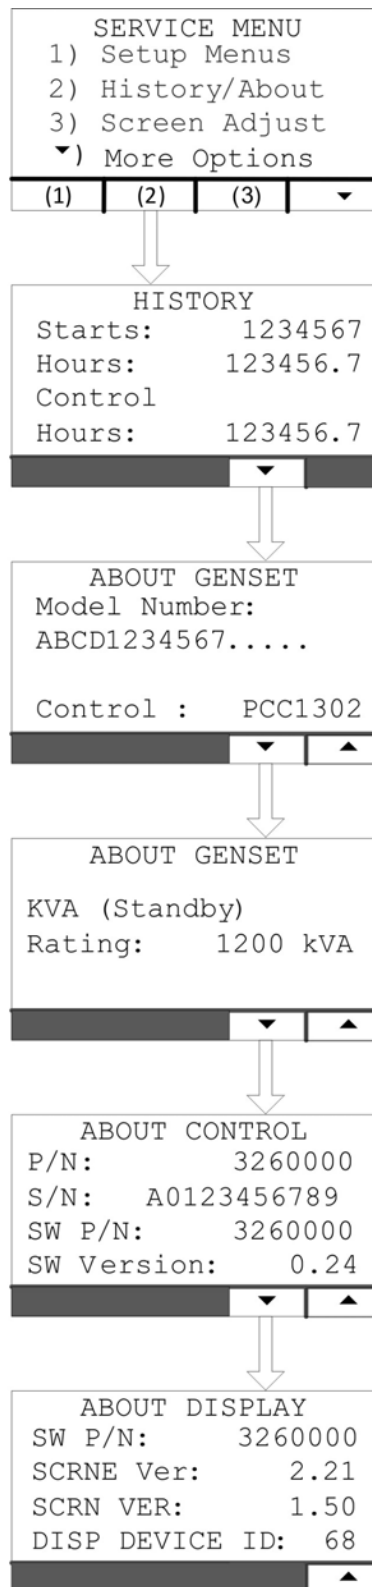 SERVICE MENU
1) Setup Menus
2) History/About
3) Screen Adjust
▼) More Options
(1) (2) (3) ▼
HISTORY
Starts: 1234567
Hours: 123456.7
Control
Hours: 123456.7
▼
ABOUT GENSET
Model Number:
ABCD1234567.....
Control : PCC1302
▼ ▲
ABOUT GENSET
KVA (Standby)
Rating: 1200 kVA
▼ ▲
ABOUT CONTROL
P/N: 3260000
S/N: A0123456789
SW P/N: 3260000
SW Version: 0.24
▼ ▲
ABOUT DISPLAY
SW P/N: 3260000
SCRNE Ver: 2.21
SCRN VER: 1.50
DISP DEVICE ID: 68
▲